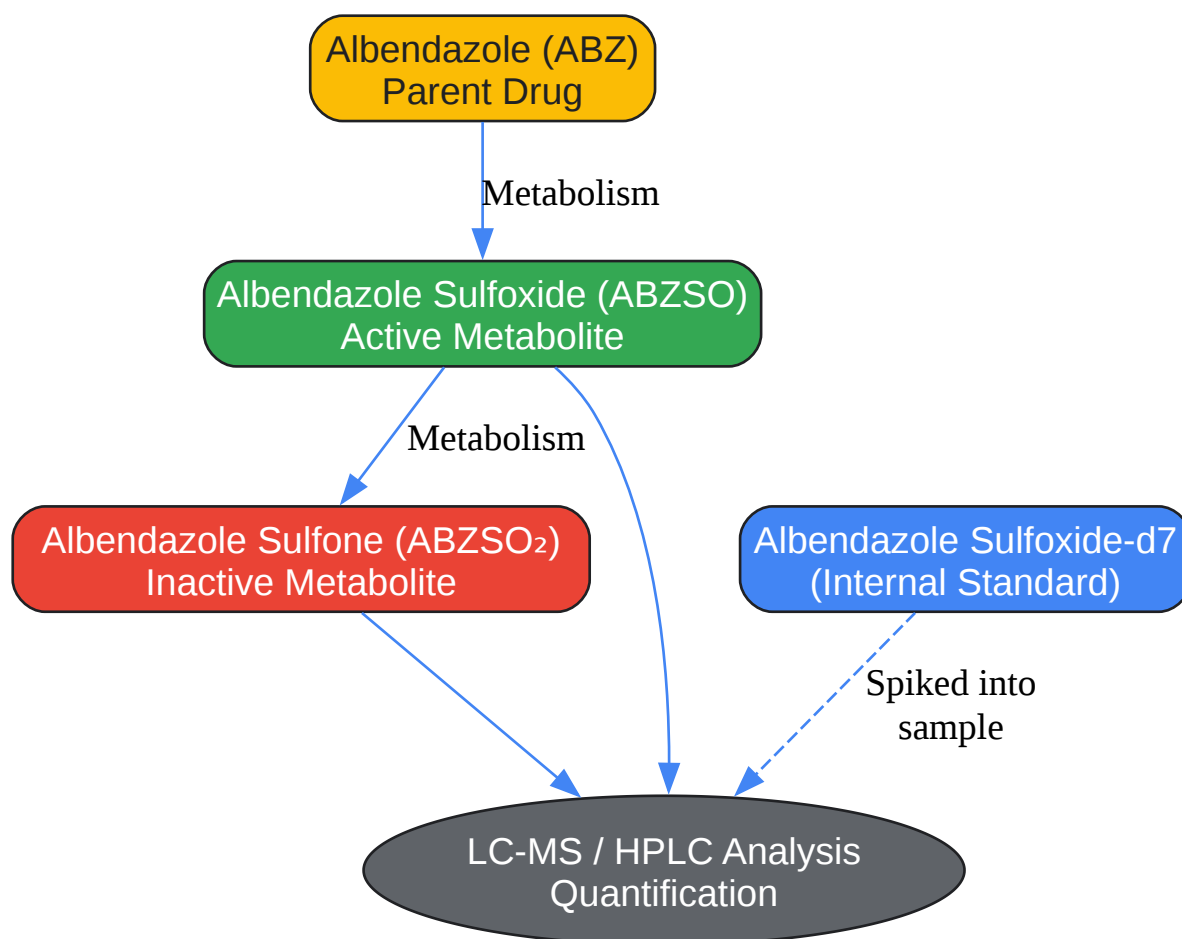 Albendazole (ABZ)
Parent Drug
Metabolism
Albendazole Sulfoxide (ABZSO)
Active Metabolite
Metabolism
Albendazole Sulfone (ABZSO₂)
Inactive Metabolite
Albendazole Sulfoxide-d7
(Internal Standard)
Spiked into
sample
LC-MS / HPLC Analysis
Quantification